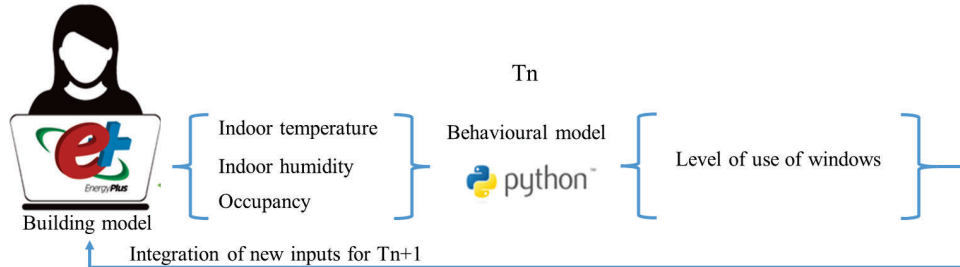 Tn
Indoor temperature
Indoor humidity
Occupancy
Behavioural model
python™
Level of use of windows
e+
EnergyPlus
Building model
Integration of new inputs for Tn+1